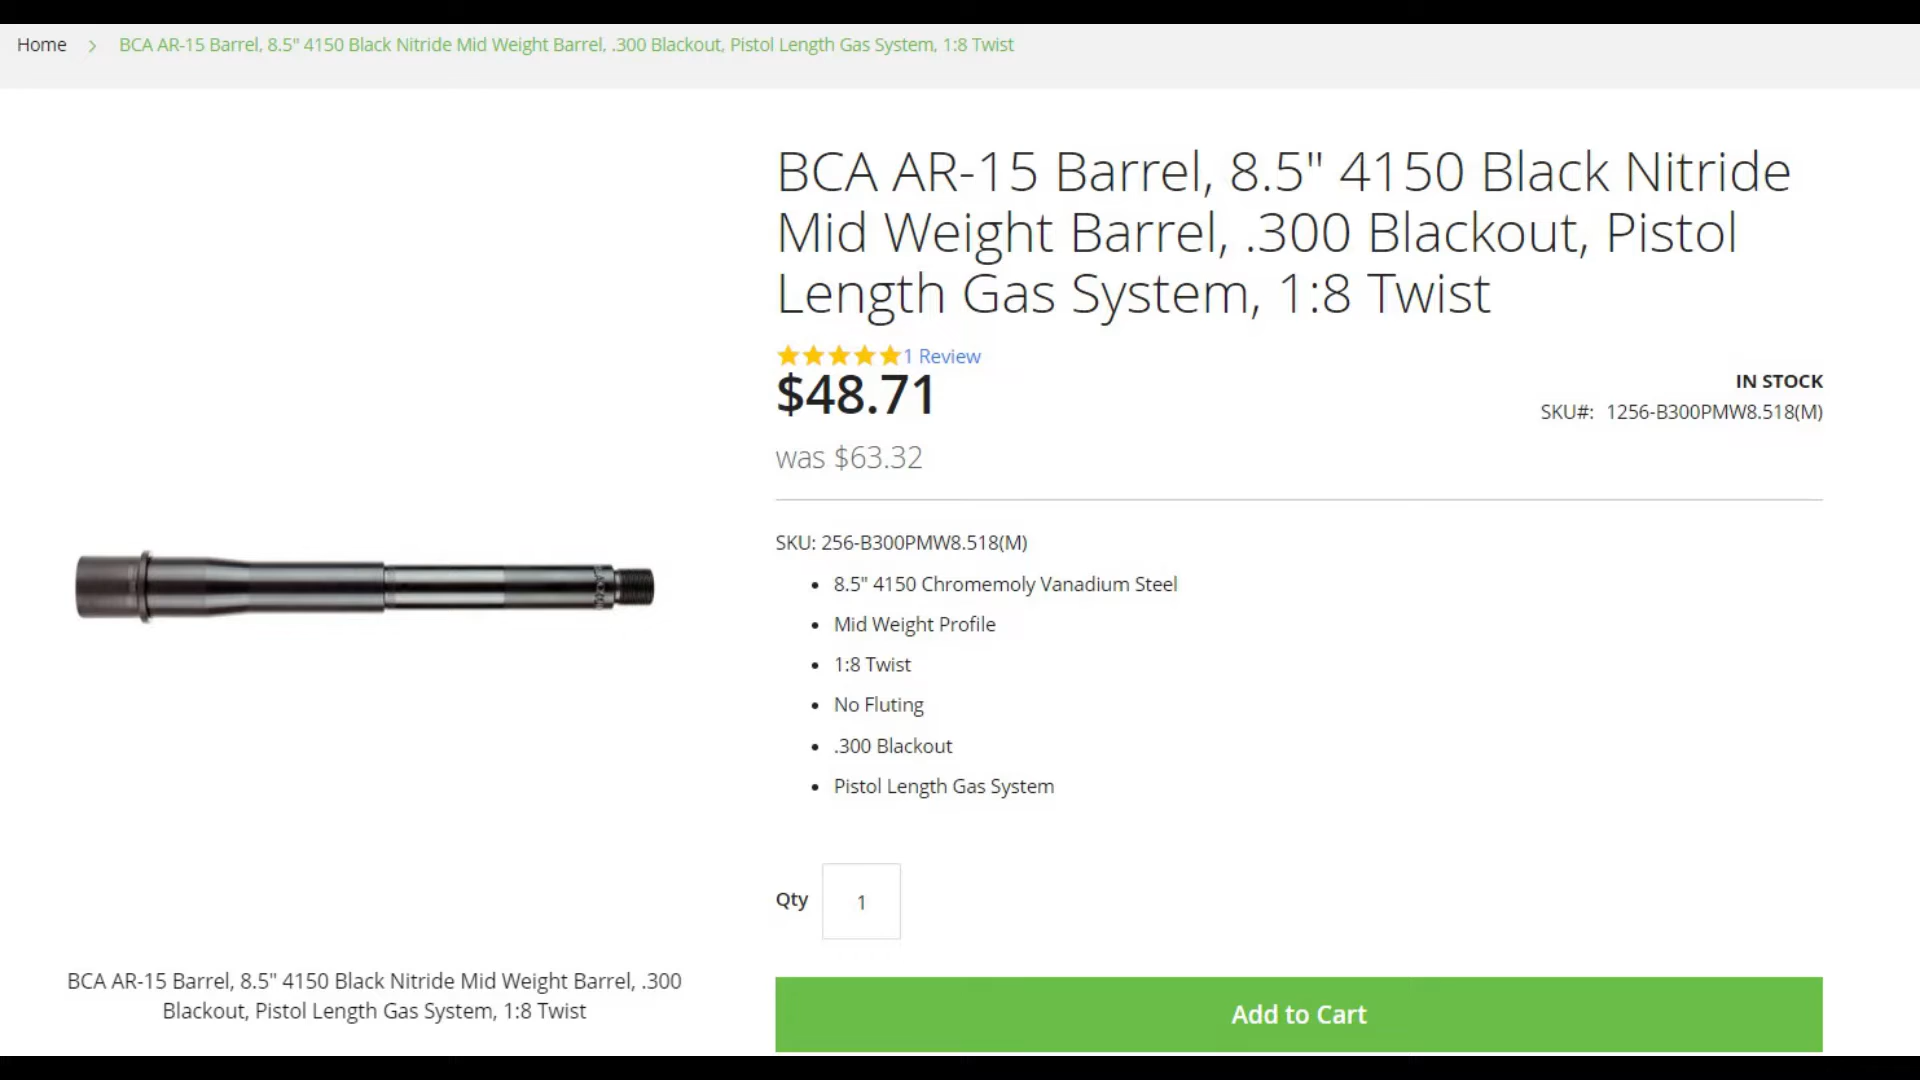 Home > BCA AR-15 Barrel, 8.5" 4150 Black Nitride Mid Weight Barrel, .300 Blackout, Pistol Length Gas System, 1:8 Twist
BCA AR-15 Barrel, 8.5" 4150 Black Nitride
Mid Weight Barrel, .300 Blackout, Pistol
Length Gas System, 1:8 Twist
1 Review
$48.71
IN STOCK
SKU#: 1256-B300PMW8.518(M)
was $63.32
SKU: 256-B300PMW8.518(M)
• 8.5" 4150 Chromemoly Vanadium Steel
• Mid Weight Profile
• 1:8 Twist
• No Fluting
• .300 Blackout
• Pistol Length Gas System
Qty 1
BCA AR-15 Barrel, 8.5" 4150 Black Nitride Mid Weight Barrel, .300
Blackout, Pistol Length Gas System, 1:8 Twist
Add to Cart